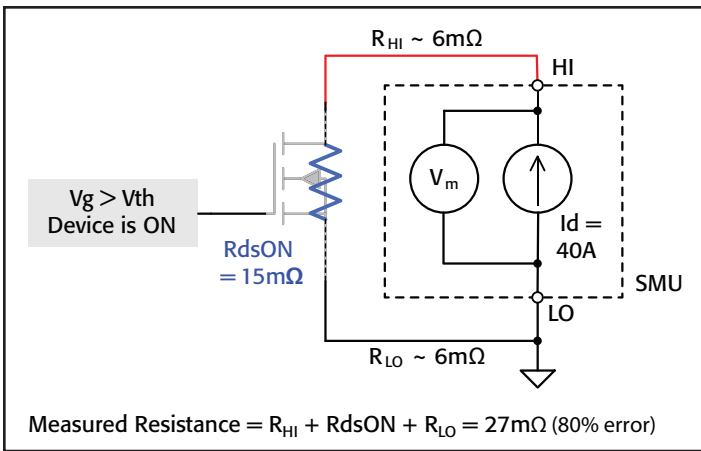 R_HI ~ 6mΩ
HI
Vg > Vth
Device is ON
V_m
Id =
40A
RdsON
= 15mΩ
SMU
LO
R_LO ~ 6mΩ
Measured Resistance = R_HI + RdsON + R_LO = 27mΩ (80% error)